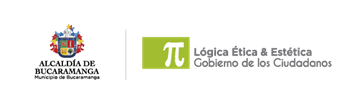 ALCALDÍA DE
BUCARAMANGA
Municipio de Bucaramanga
π
Lógica Ética & Estética
Gobierno de los Ciudadanos